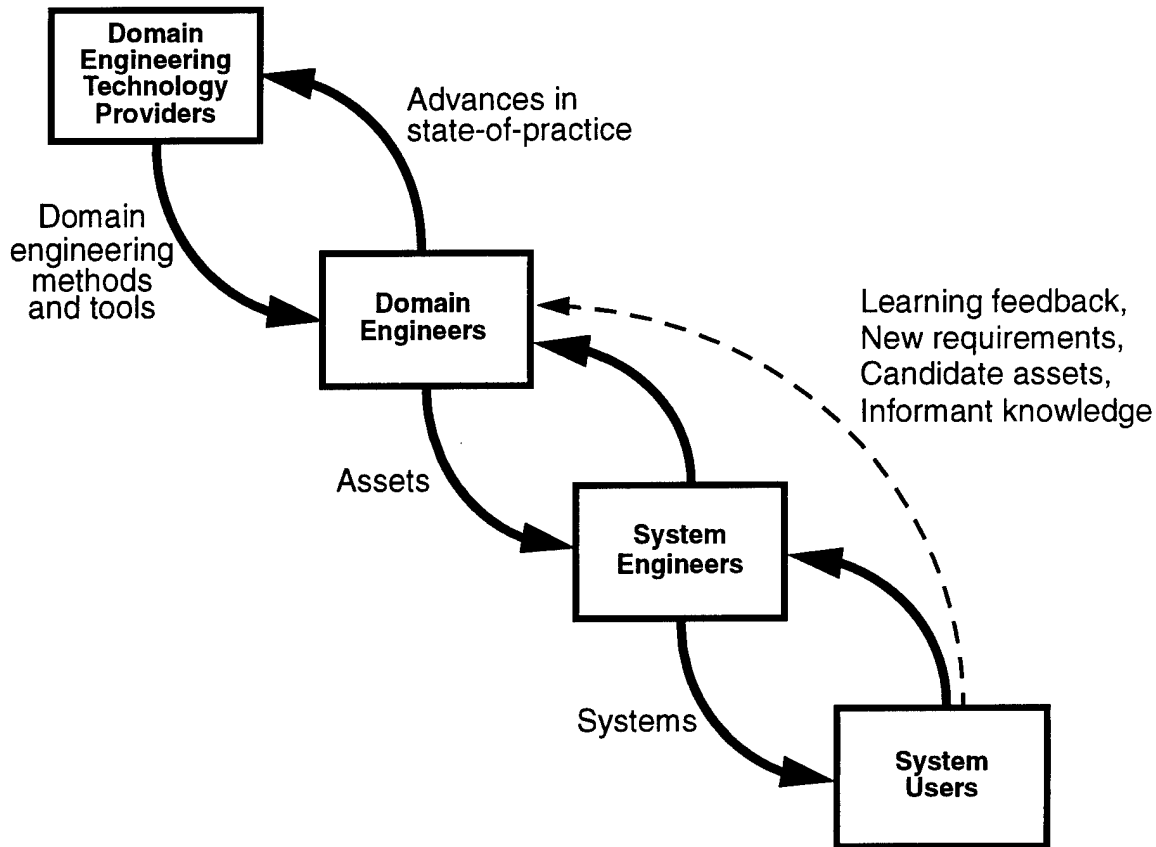 Domain
Engineering
Technology
Providers
Advances in
state-of-practice
Domain
engineering
methods
and tools
Domain
Engineers
Learning feedback,
New requirements,
Candidate assets,
Informant knowledge
Assets
System
Engineers
Systems
System
Users